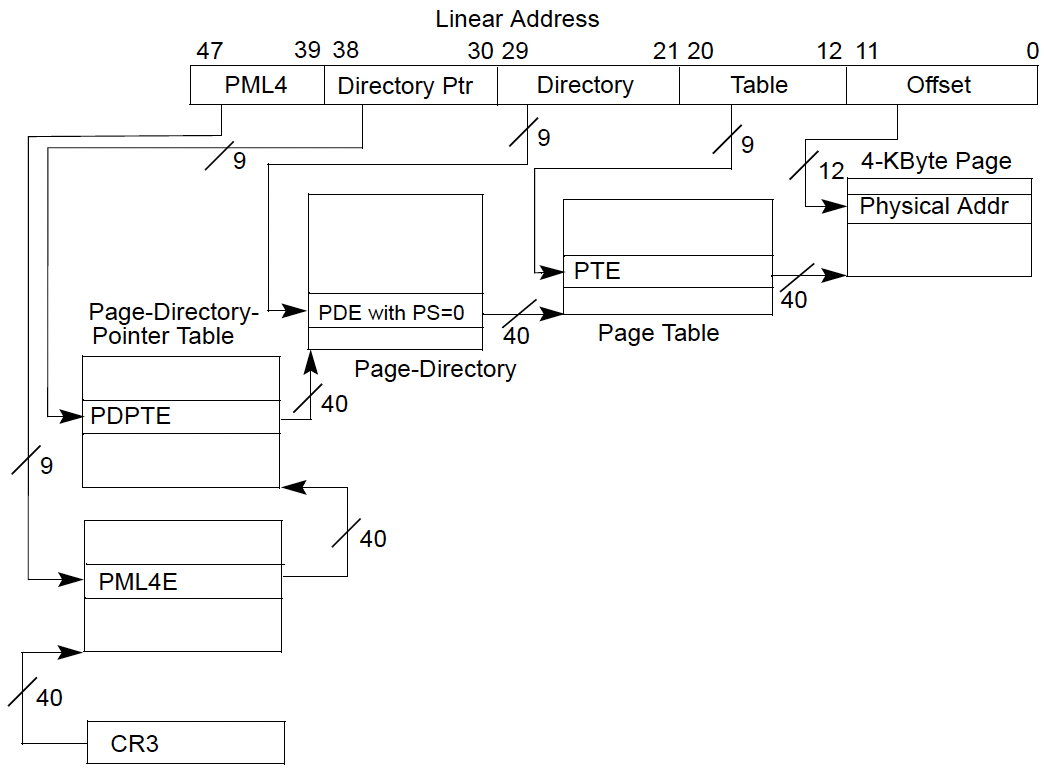 Linear Address
47 39 38 30 29 21 20 12 11 0
PML4 Directory Ptr Directory Table Offset
9 9 9 12 4-KByte Page
Physical Addr
PTE
PDE with PS=0 40 40
Page-Directory-
Pointer Table
Page Table
Page-Directory
PDPTE 40
9
40
PML4E
40
CR3